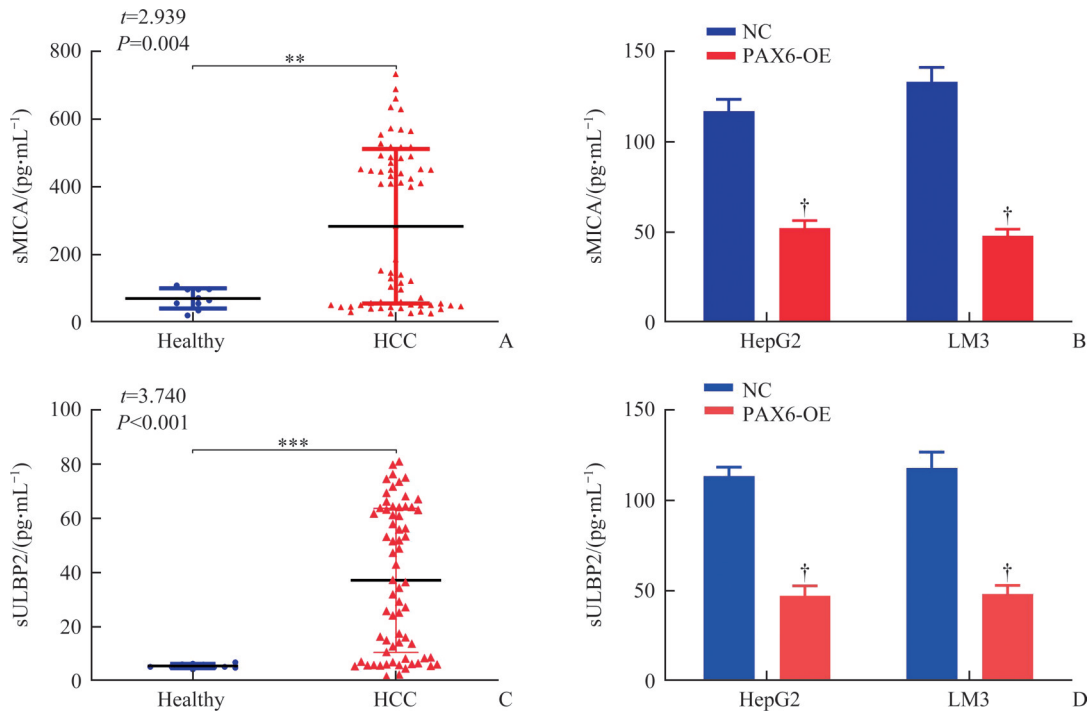 t=2.939
P=0.004
**
800
600
400
200
0
sMICA/(pg·mL⁻¹)
Healthy
HCC
A
NC
PAX6-OE
150
100
50
0
sMICA/(pg·mL⁻¹)
†
†
HepG2
LM3
B
t=3.740
P<0.001
***
100
80
60
40
20
0
sULBP2/(pg·mL⁻¹)
Healthy
HCC
C
NC
PAX6-OE
150
100
50
0
sULBP2/(pg·mL⁻¹)
†
†
HepG2
LM3
D